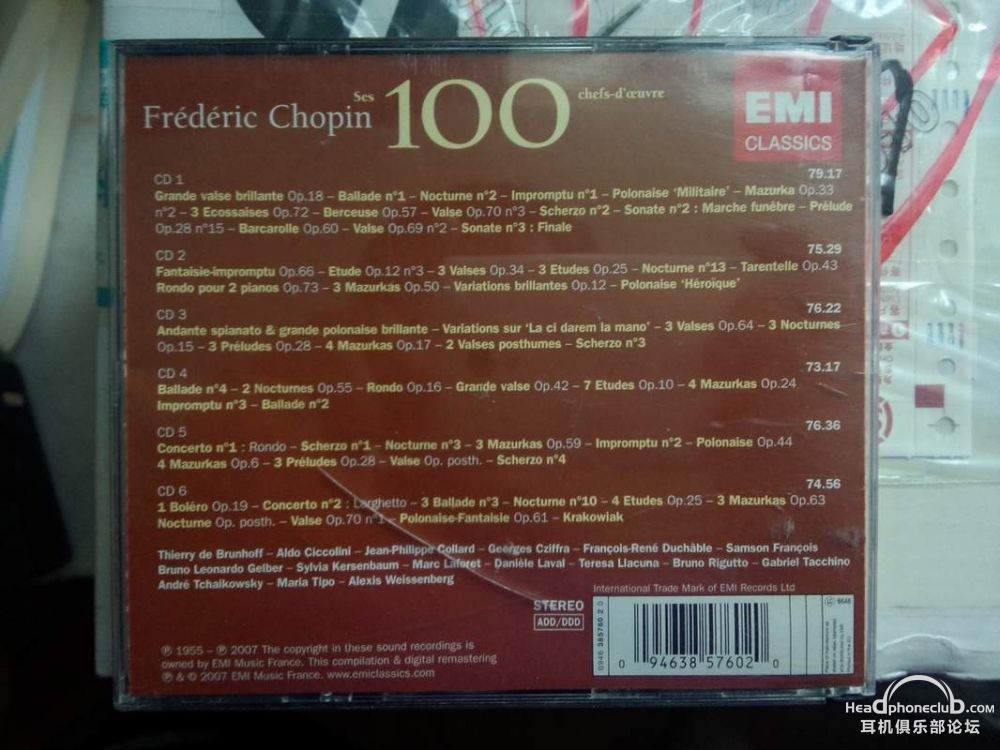 Ses
Frédéric Chopin 100 chefs-d'œuvre
EMI
CLASSICS
CD 1 79.17
Grande valse brillante Op.18 – Ballade n°1 – Nocturne n°2 – Impromptu n°1 – Polonaise 'Militaire' – Mazurka Op.33
n°2 – 3 Ecossaises Op.72 – Berceuse Op.57 – Valse Op.70 n°3 – Scherzo n°2 – Sonate n°2 : Marche funèbre – Prélude
Op.28 n°15 – Barcarolle Op.60 – Valse Op.69 n°2 – Sonate n°3 : Finale
CD 2 75.29
Fantaisie-impromptu Op.66 – Etude Op.12 n°3 – 3 Valses Op.34 – 3 Etudes Op.25 – Nocturne n°13 – Tarentelle Op.43
Rondo pour 2 pianos Op.73 – 3 Mazurkas Op.50 – Variations brillantes Op.12 – Polonaise 'Héroïque'
CD 3 76.22
Andante spianato & grande polonaise brillante – Variations sur 'La ci darem la mano' – 3 Valses Op.64 – 3 Nocturnes
Op.15 – 3 Préludes Op.28 – 4 Mazurkas Op.17 – 2 Valses posthumes – Scherzo n°3
CD 4 73.17
Ballade n°4 – 2 Nocturnes Op.55 – Rondo Op.16 – Grande valse Op.42 – 7 Etudes Op.10 – 4 Mazurkas Op.24
Impromptu n°3 – Ballade n°2
CD 5 76.36
Concerto n°1 : Rondo – Scherzo n°1 – Nocturne n°3 – 3 Mazurkas Op.59 – Impromptu n°2 – Polonaise Op.44
4 Mazurkas Op.6 – 3 Préludes Op.28 – Valse Op. posth. – Scherzo n°4
CD 6 74.56
1 Boléro Op.19 – Concerto n°2 : Larghetto – 3 Ballade n°3 – Nocturne n°10 – 4 Etudes Op.25 – 3 Mazurkas Op.63
Nocturne Op. posth. – Valse Op.70 n°1 – Polonaise-Fantaisie Op.61 – Krakowiak
Thierry de Brunhoff – Aldo Ciccolini – Jean-Philippe Collard – Georges Cziffra – François-René Duchâble – Samson François
Bruno Leonardo Gelber – Sylvia Kersenbaum – Marc Laforet – Danièle Laval – Teresa Llacuna – Bruno Rigutto – Gabriel Tacchino
André Tchaikowsky – Maria Tipo – Alexis Weissenberg
International Trade Mark of EMI Records Ltd
STEREO
ADD/DDD
0946 385760 2 0
0 94638 57602 0
6646
℗ 1955 – ℗ 2007 The copyright in these sound recordings is
owned by EMI Music France. This compilation & digital remastering
℗ & © 2007 EMI Music France. www.emiclassics.com
Headphoneclub.com
耳机俱乐部论坛